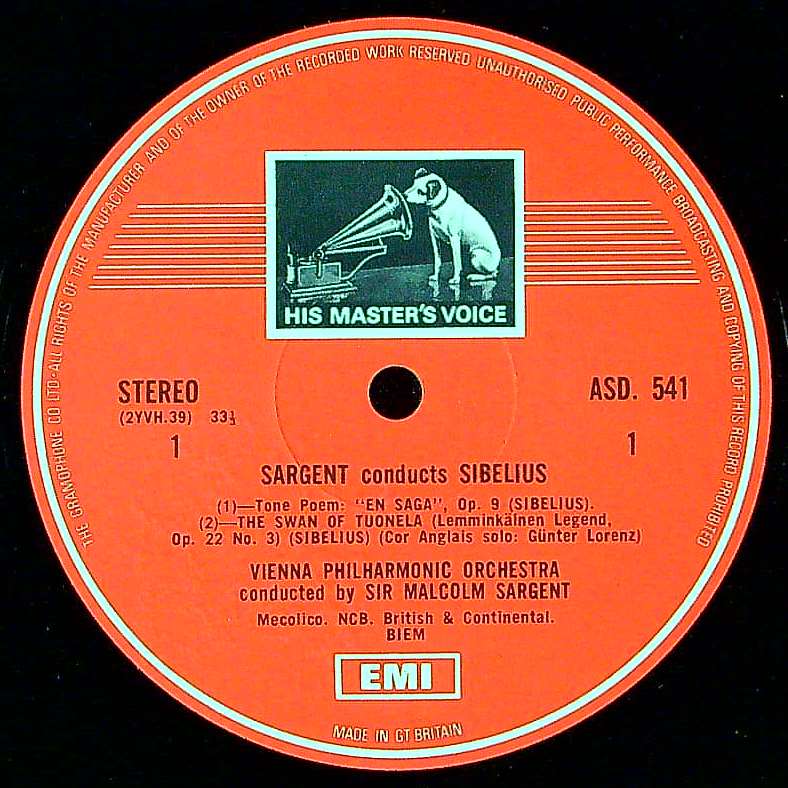 THE GRAMOPHONE CO LTD·ALL RIGHTS OF THE MANUFACTURER AND OF THE OWNER OF THE RECORDED WORK RESERVED UNAUTHORISED PUBLIC PERFORMANCE BROADCASTING AND COPYING OF THIS RECORD PROHIBITED
HIS MASTER'S VOICE
STEREO
(2YVH.39) 33⅓
1
ASD. 541
1
SARGENT conducts SIBELIUS
(1)—Tone Poem: "EN SAGA", Op. 9 (SIBELIUS).
(2)—THE SWAN OF TUONELA (Lemminkäinen Legend,
Op. 22 No. 3) (SIBELIUS) (Cor Anglais solo: Günter Lorenz)
VIENNA PHILHARMONIC ORCHESTRA
conducted by SIR MALCOLM SARGENT
Mecolico. NCB. British & Continental.
BIEM
EMI
MADE IN GT BRITAIN